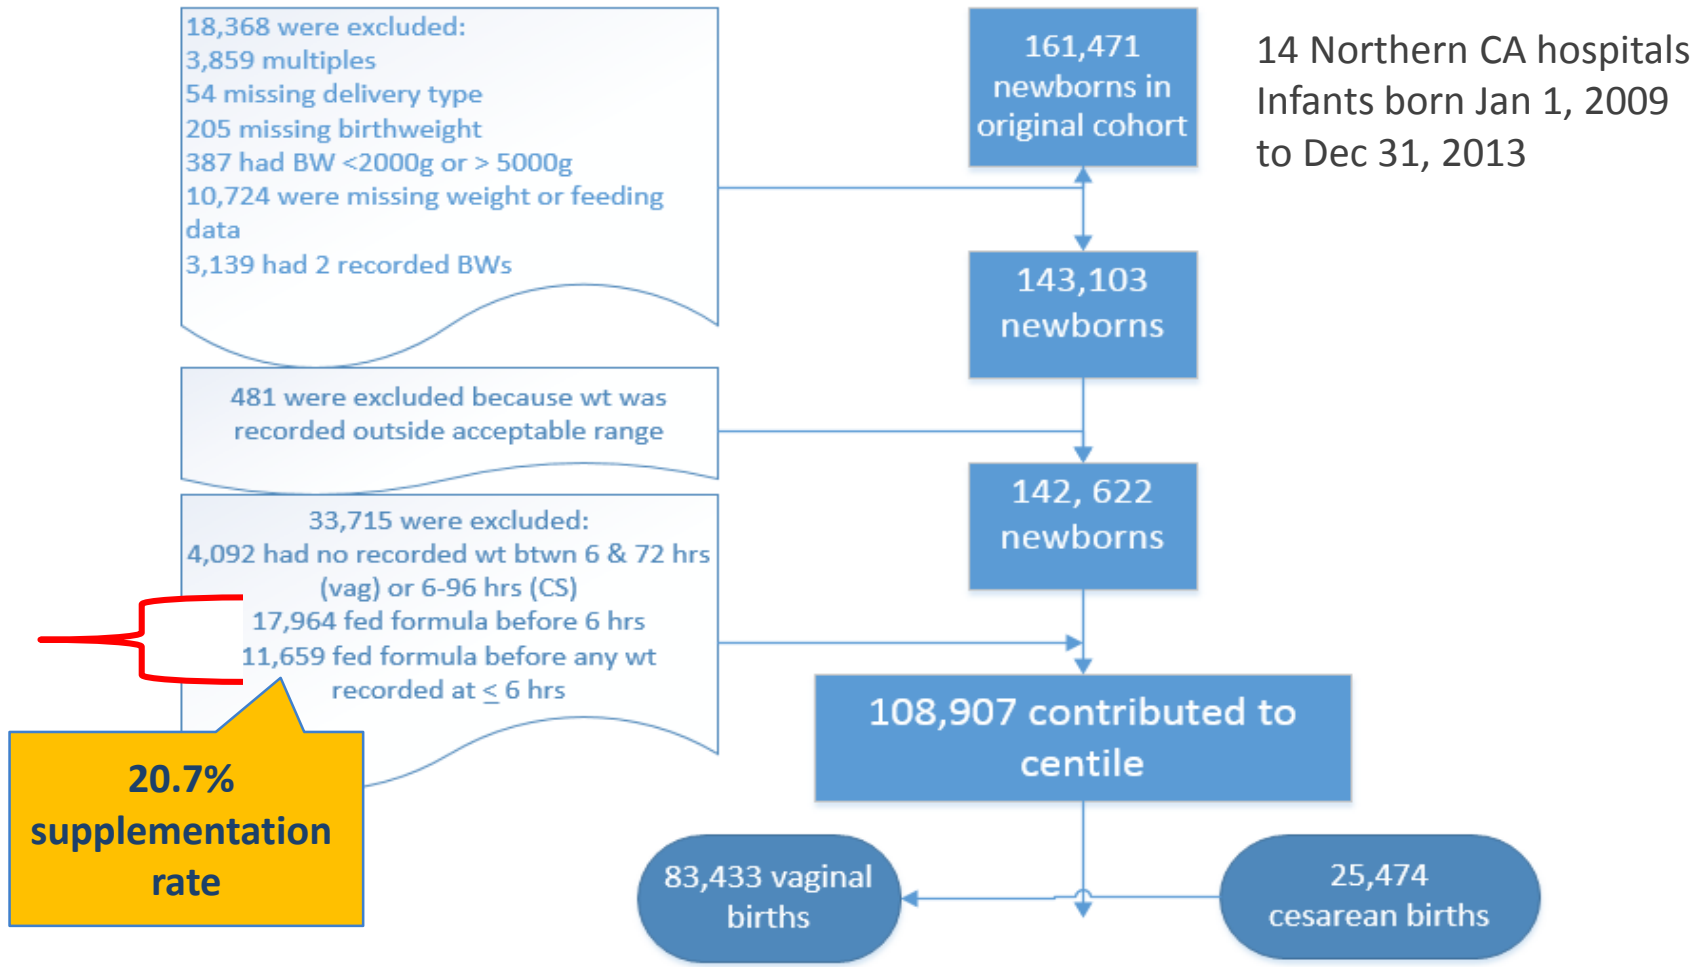 18,368 were excluded:
3,859 multiples
54 missing delivery type
205 missing birthweight
387 had BW <2000g or > 5000g
10,724 were missing weight or feeding
data
3,139 had 2 recorded BWs
161,471
newborns in
original cohort
14 Northern CA hospitals
Infants born Jan 1, 2009
to Dec 31, 2013
143,103
newborns
481 were excluded because wt was
recorded outside acceptable range
142, 622
newborns
33,715 were excluded:
4,092 had no recorded wt btwn 6 & 72 hrs
(vag) or 6-96 hrs (CS)
17,964 fed formula before 6 hrs
11,659 fed formula before any wt
recorded at ≤ 6 hrs
20.7%
supplementation
rate
108,907 contributed to
centile
83,433 vaginal
births
25,474
cesarean births